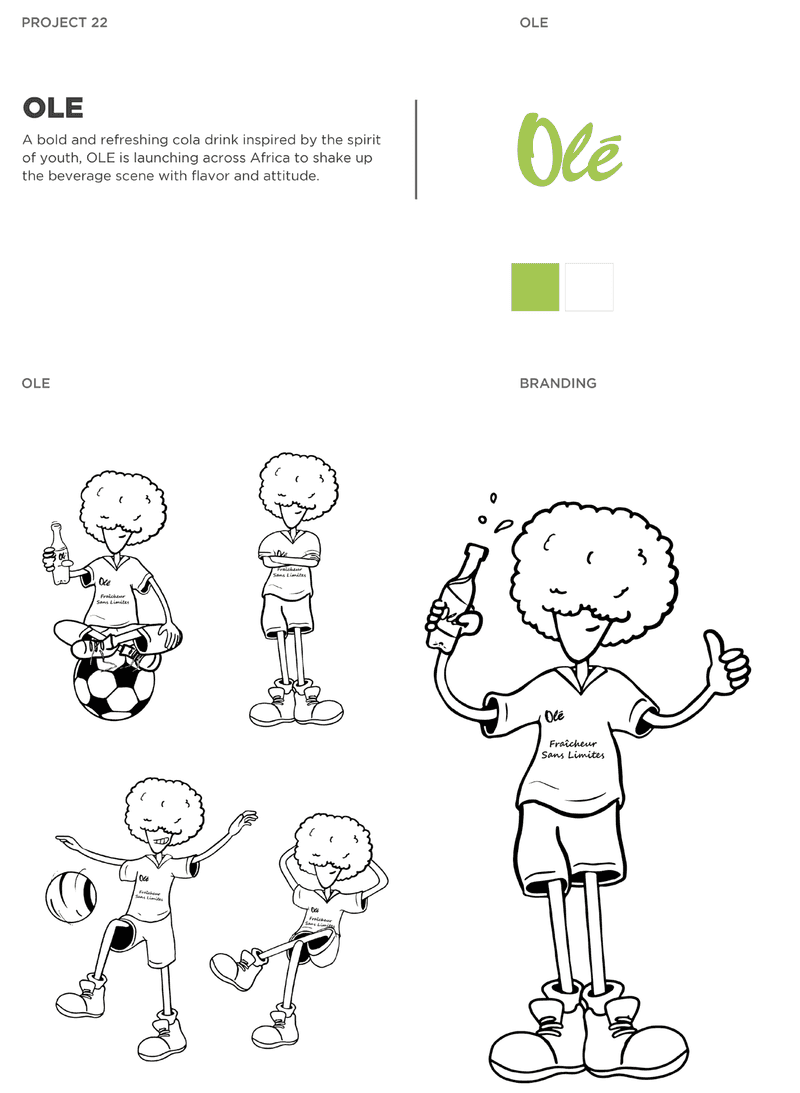 PROJECT 22
OLE
OLE
A bold and refreshing cola drink inspired by the spirit
of youth, OLE is launching across Africa to shake up
the beverage scene with flavor and attitude.
Olé
OLE
BRANDING
Olé
Fraîcheur
Sans Limites
Olé
Fraîcheur
Sans Limites
Olé
Fraîcheur
Sans Limites
Olé
Fraîcheur
Sans Limites
Olé
Fraîcheur
Sans Limites